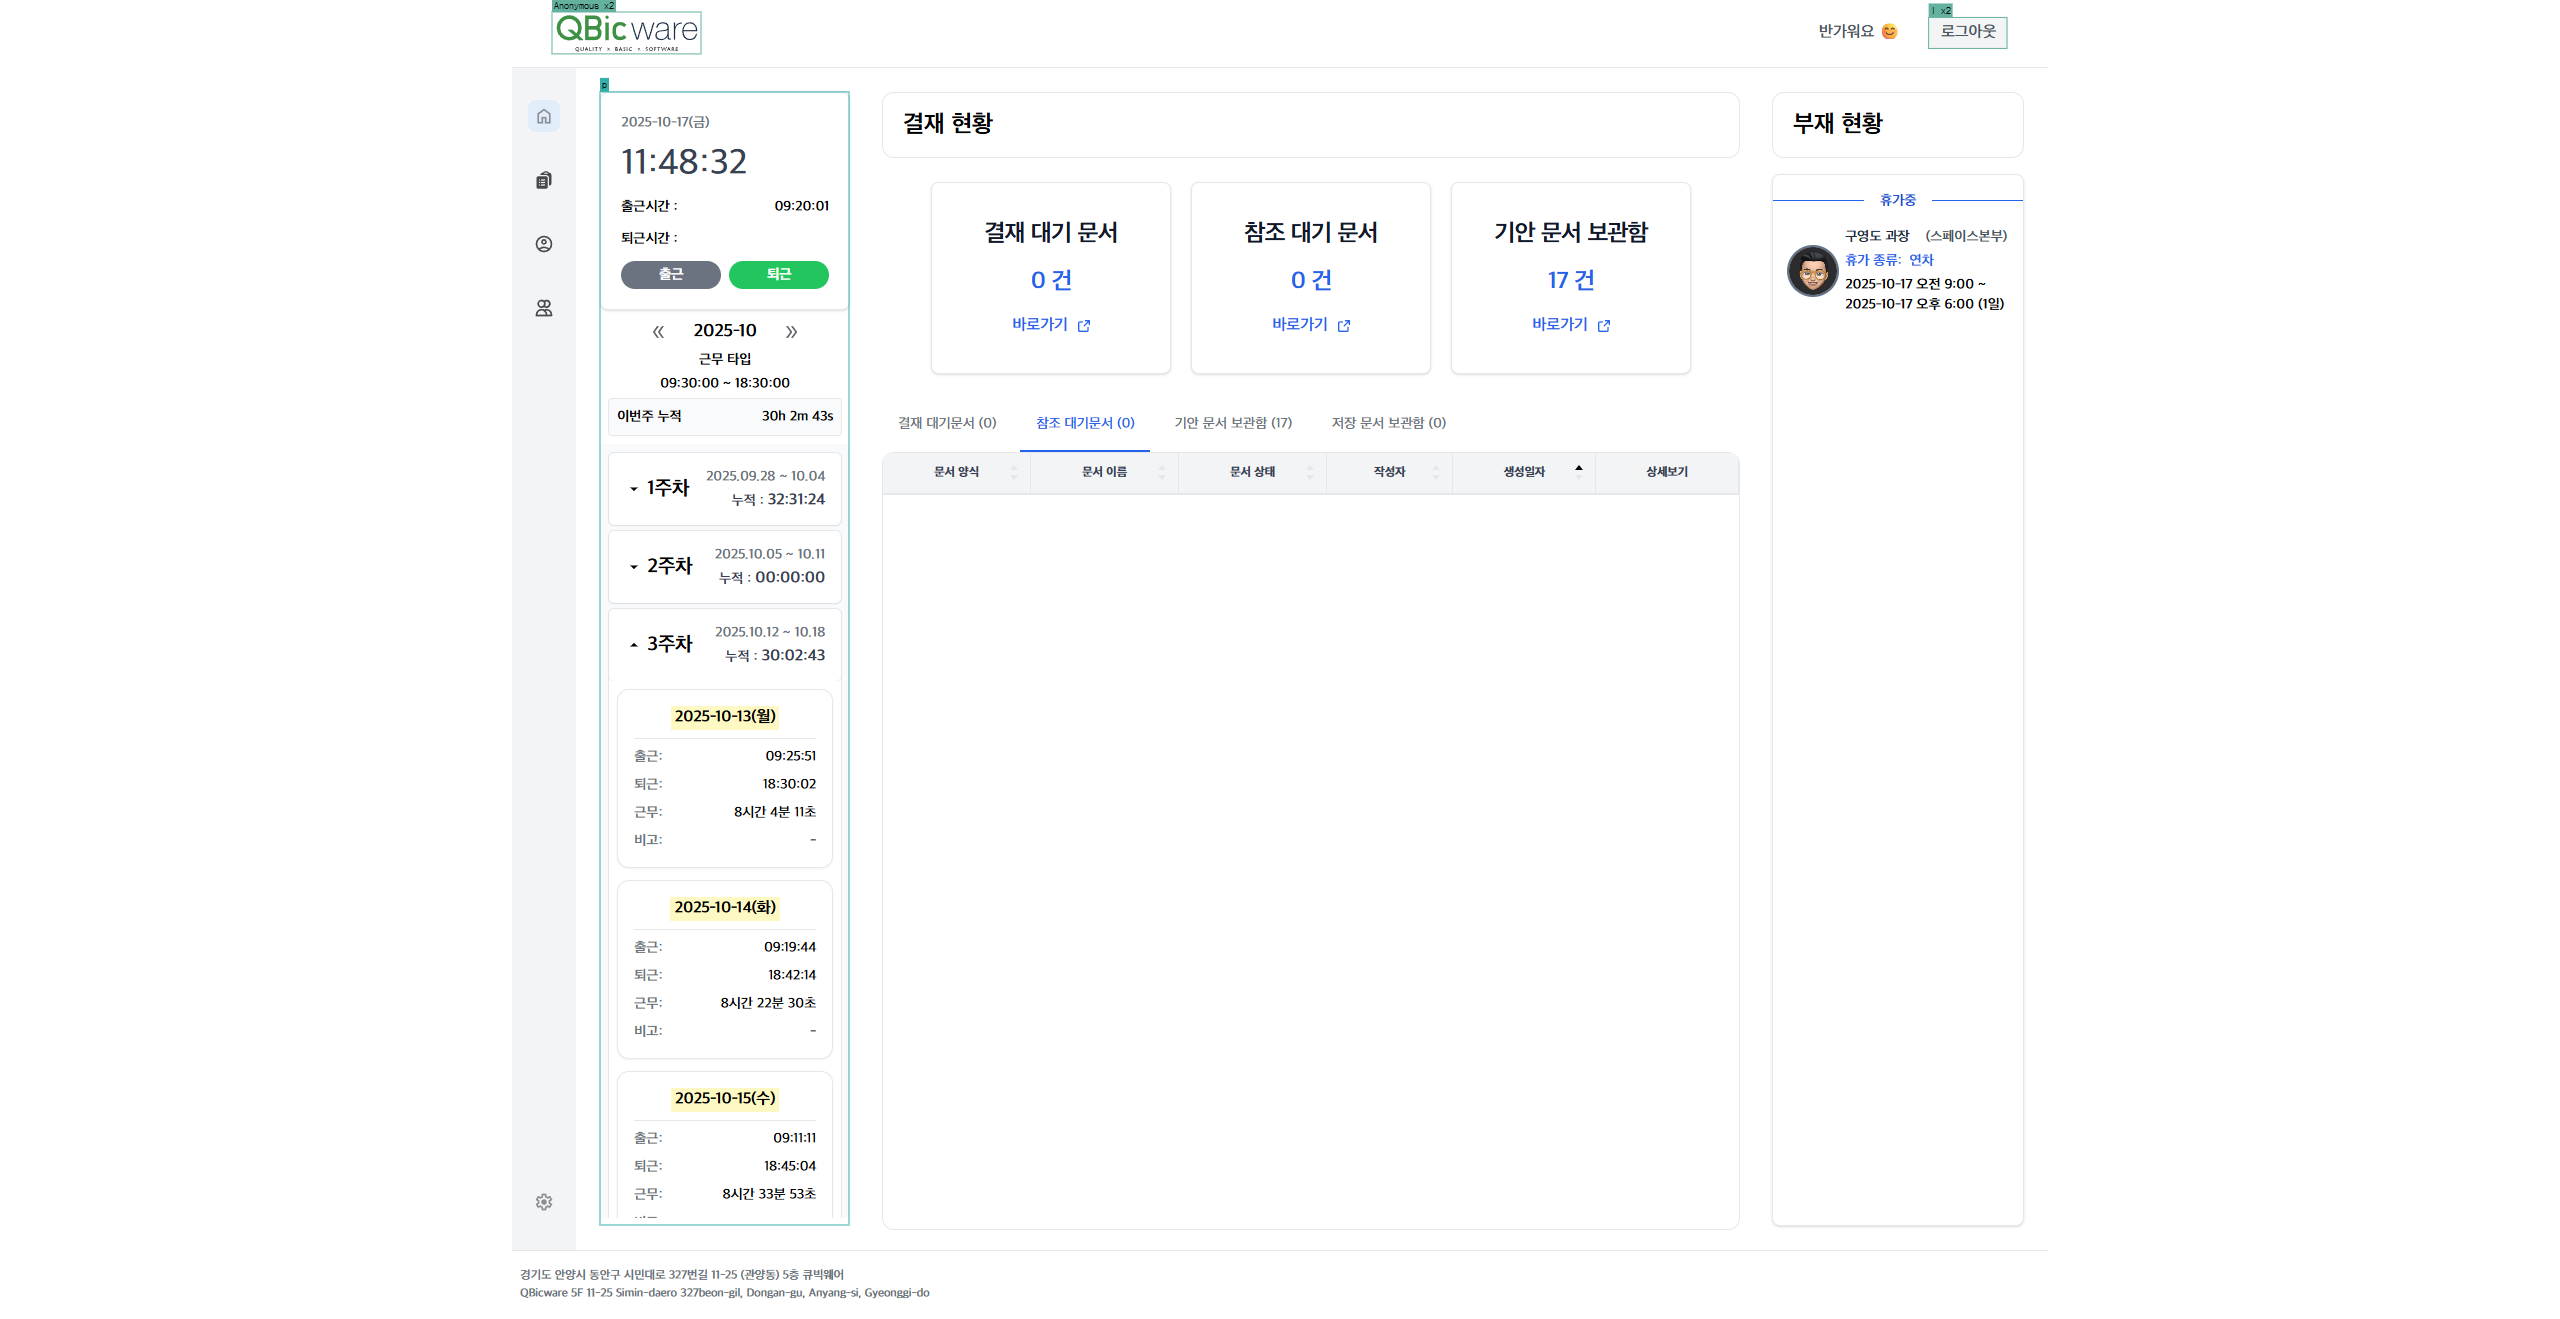 Anonymous x2
QBic ware
QUALITY × BASIC × SOFTWARE
반가워요 😊
l x2
로그아웃
p
2025-10-17(금)
11:48:32
출근시간 :
09:20:01
퇴근시간 :
출근
퇴근
《 2025-10 》
근무 타입
09:30:00 ~ 18:30:00
이번주 누적
30h 2m 43s
1주차
2025.09.28 ~ 10.04
누적 : 32:31:24
2주차
2025.10.05 ~ 10.11
누적 : 00:00:00
3주차
2025.10.12 ~ 10.18
누적 : 30:02:43
2025-10-13(월)
출근: 09:25:51
퇴근: 18:30:02
근무: 8시간 4분 11초
비고: -
2025-10-14(화)
출근: 09:19:44
퇴근: 18:42:14
근무: 8시간 22분 30초
비고: -
2025-10-15(수)
출근: 09:11:11
퇴근: 18:45:04
근무: 8시간 33분 53초
결재 현황
결재 대기 문서
0 건
바로가기
참조 대기 문서
0 건
바로가기
기안 문서 보관함
17 건
바로가기
결재 대기문서 (0)
참조 대기문서 (0)
기안 문서 보관함 (17)
저장 문서 보관함 (0)
문서 양식
문서 이름
문서 상태
작성자
생성일자
상세보기
부재 현황
휴가중
구영도 과장 (스페이스본부)
휴가 종류: 연차
2025-10-17 오전 9:00 ~
2025-10-17 오후 6:00 (1일)
경기도 안양시 동안구 시민대로 327번길 11-25 (관양동) 5층 큐빅웨어
QBicware 5F 11-25 Simin-daero 327beon-gil, Dongan-gu, Anyang-si, Gyeonggi-do